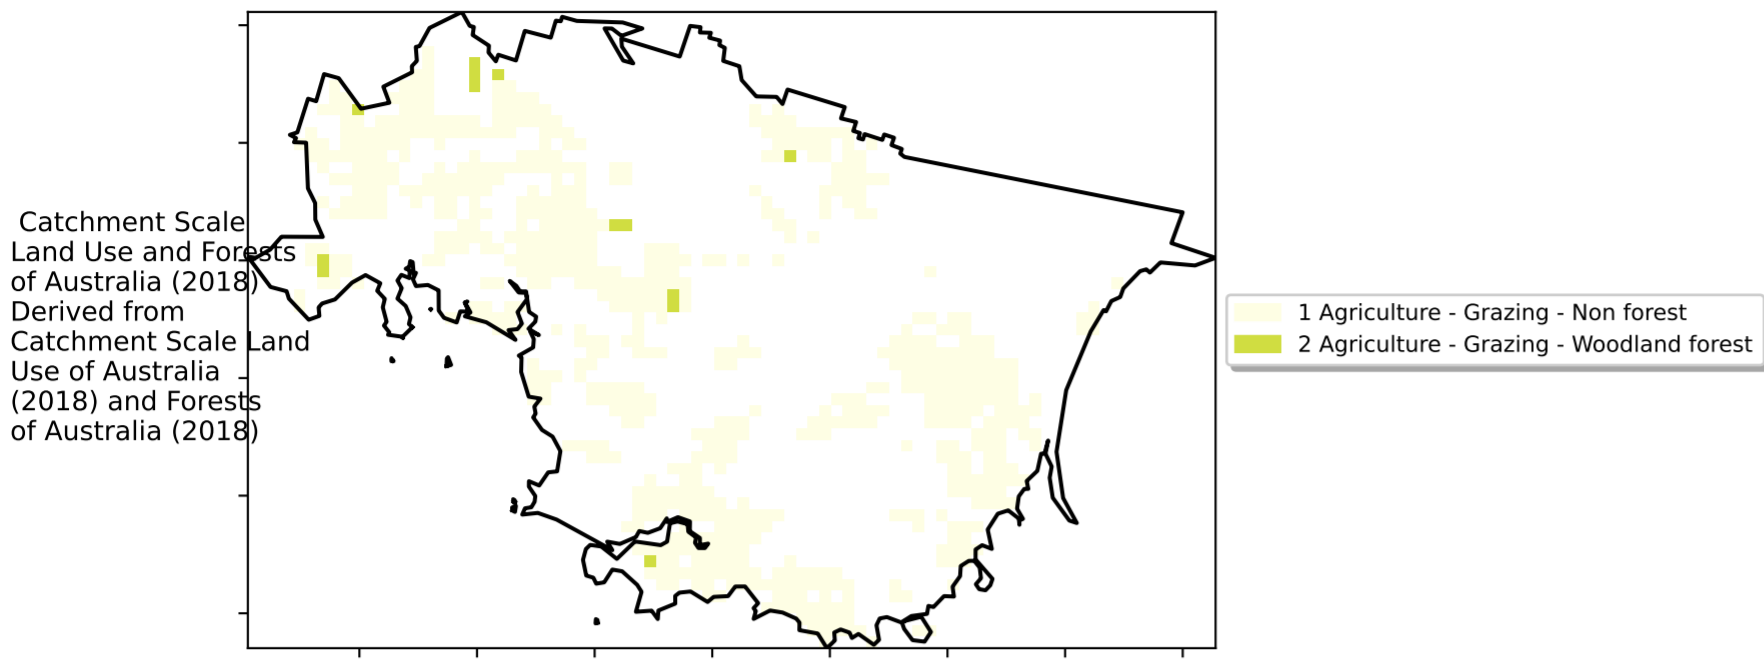 Catchment Scale
Land Use and Forests
of Australia (2018)
Derived from
Catchment Scale Land
Use of Australia
(2018) and Forests
of Australia (2018)
1 Agriculture - Grazing - Non forest
2 Agriculture - Grazing - Woodland forest